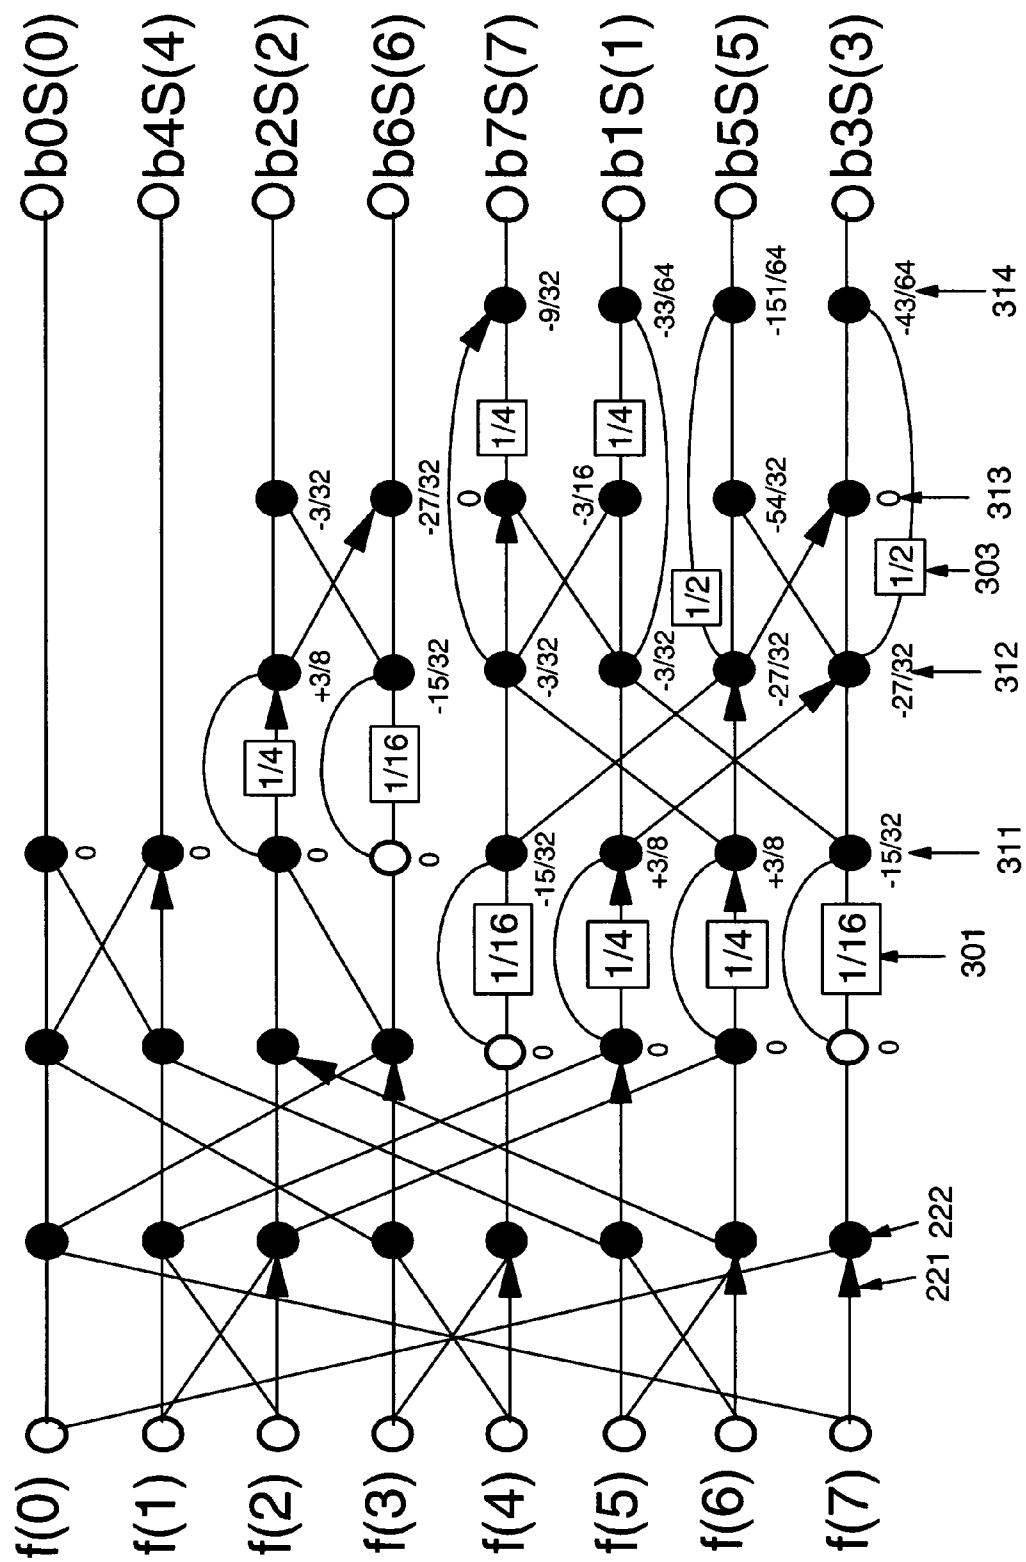 f(0)
b0S(0)
0
f(1)
b4S(4)
0
f(2)
0
1/4
+3/8
-3/32
b2S(2)
f(3)
0
1/16
-15/32
-27/32
b6S(6)
f(4)
0
1/16
-15/32
-3/32
0
1/4
-9/32
b7S(7)
f(5)
0
1/4
+3/8
-3/32
-3/16
1/4
-33/64
b1S(1)
f(6)
0
1/4
+3/8
-27/32
1/2
-54/32
-151/64
b5S(5)
f(7)
0
1/16
-15/32
-27/32
1/2
0
-43/64
b3S(3)
221
222
301
311
312
303
313
314